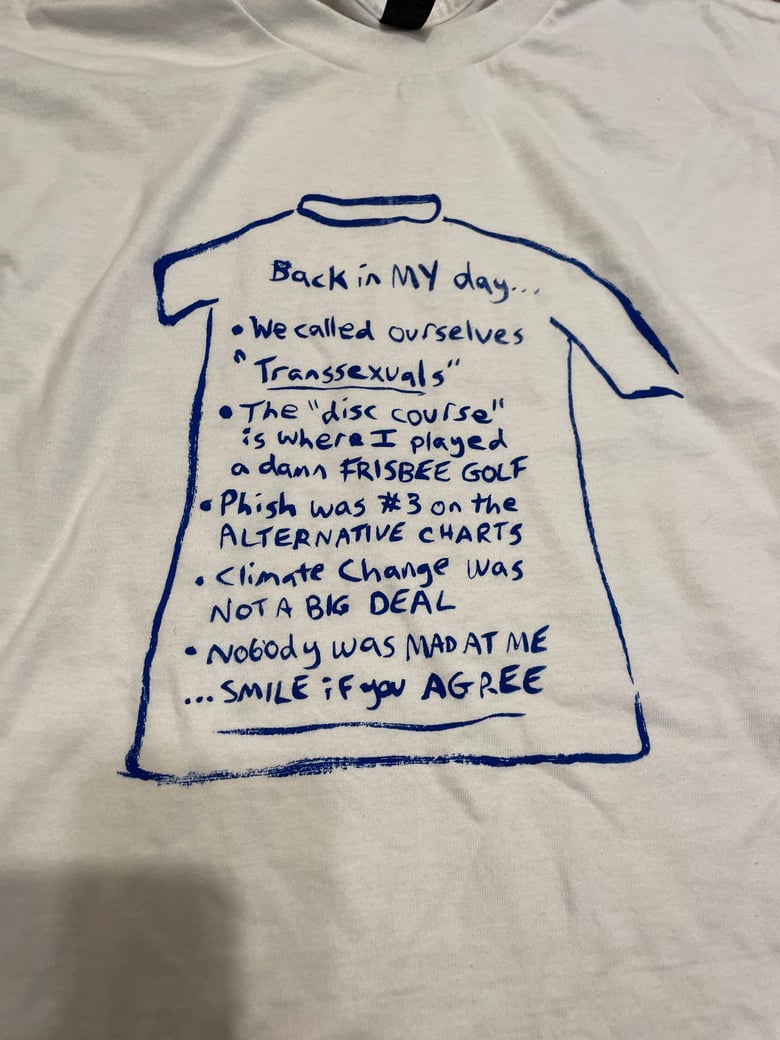 Back in MY day...
• We called ourselves
"Transsexuals"
• The "disc course"
is where I played
a damn FRISBEE GOLF
• Phish was #3 on the
ALTERNATIVE CHARTS
• Climate Change was
NOT A BIG DEAL
• Nobody was MAD AT ME
... SMILE if you AGREE